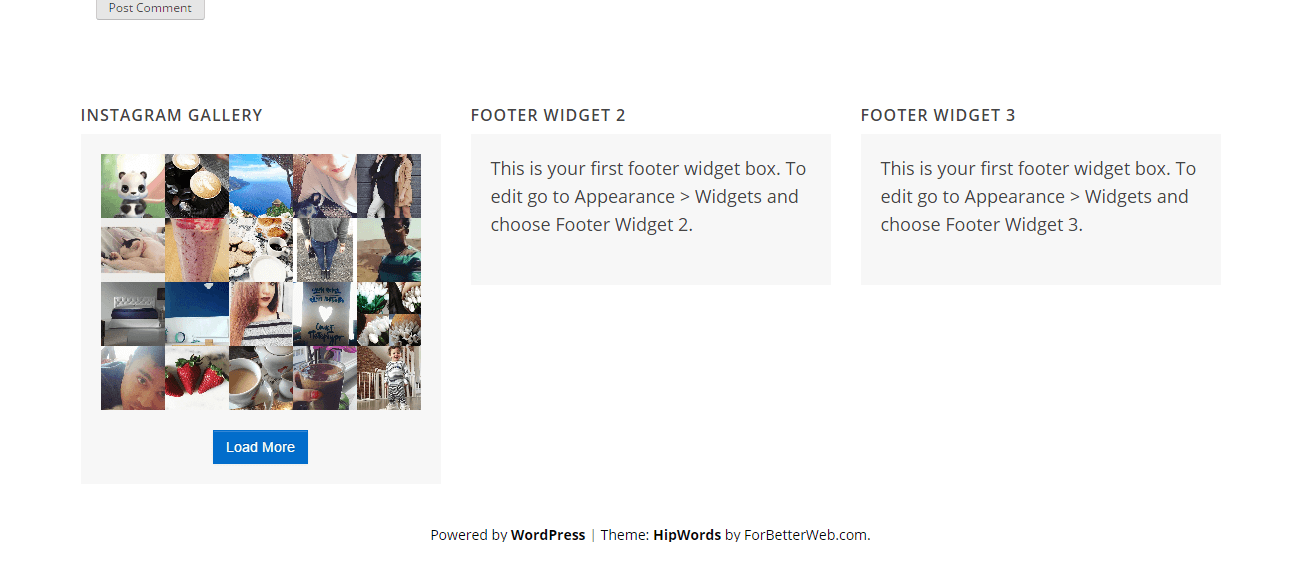 Post Comment
INSTAGRAM GALLERY
Load More
FOOTER WIDGET 2
This is your first footer widget box. To
edit go to Appearance > Widgets and
choose Footer Widget 2.
FOOTER WIDGET 3
This is your first footer widget box. To
edit go to Appearance > Widgets and
choose Footer Widget 3.
Powered by WordPress | Theme: HipWords by ForBetterWeb.com.